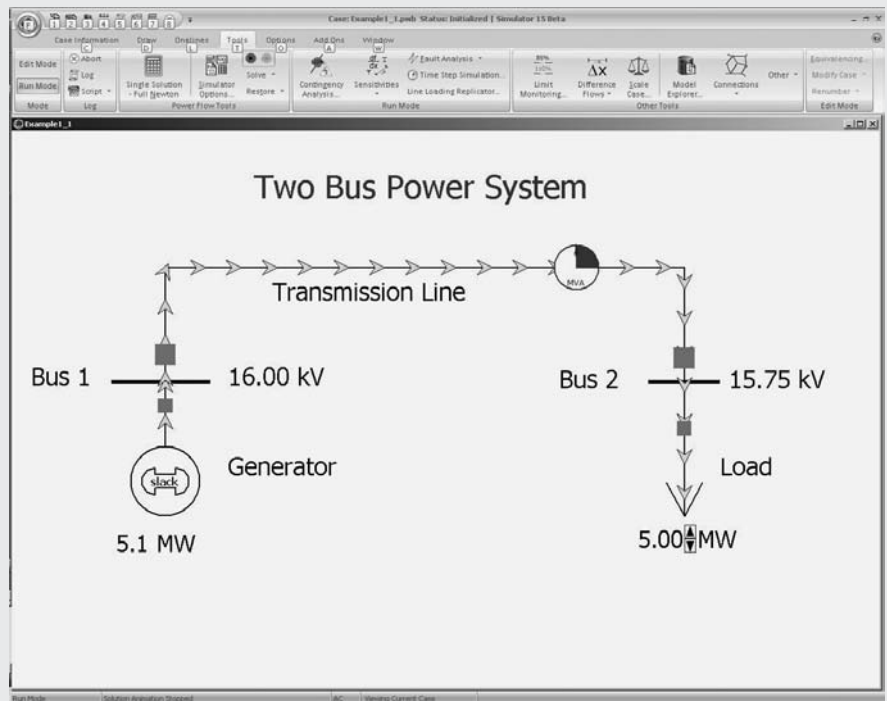 Case: Example1_1.pwb Status: Initialized | Simulator 15 Beta
Case Information Draw Onelines Tools Options Add Ons Window
Edit Mode
Run Mode
Mode
Abort
Log
Script
Log
Single Solution - Full Newton
Simulator Options...
Solve
Restore
Power Flow Tools
Contingency Analysis...
Sensitivities
Fault Analysis
Time Step Simulation...
Line Loading Replicator...
Run Mode
Limit Monitoring...
Difference Flows
Scale Case...
Model Explorer...
Connections
Other
Other Tools
Equivalencing...
Modify Case
Renumber
Edit Mode
Example1_1
Two Bus Power System
MVA
Transmission Line
Bus 1
16.00 kV
Bus 2
15.75 kV
slack
Generator
Load
5.1 MW
5.00 MW
Run Mode
Solution Animation Stopped
AC
Viewing Current Case